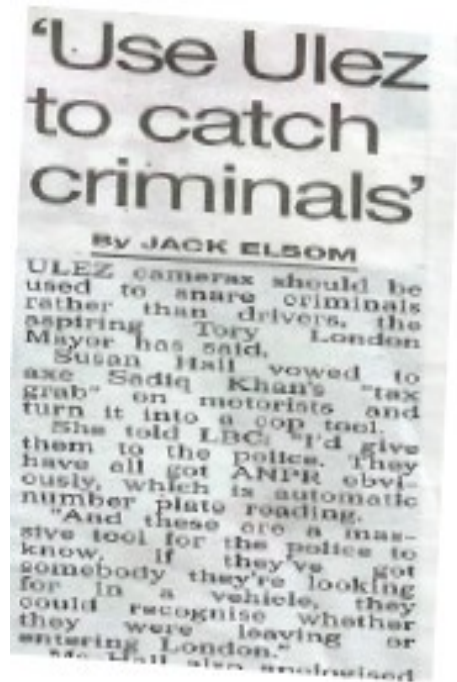 'Use Ulez
to catch
criminals'
By JACK ELSOM
ULEZ cameras should be
used to snare criminals
rather than drivers, the
aspiring Tory London
Mayor has said.
Susan Hall vowed to
axe Sadiq Khan's "tax
grab" on motorists and
turn it into a cop tool.
She told LBC: "I'd give
them to the police. They
have all got ANPR obvi-
ously, which is automatic
number plate reading.
"And these are a mas-
sive tool for the police to
know, if they've got
somebody they're looking
for in a vehicle, they
could recognise whether
they were leaving or
entering London."
Ms Hall also apologised